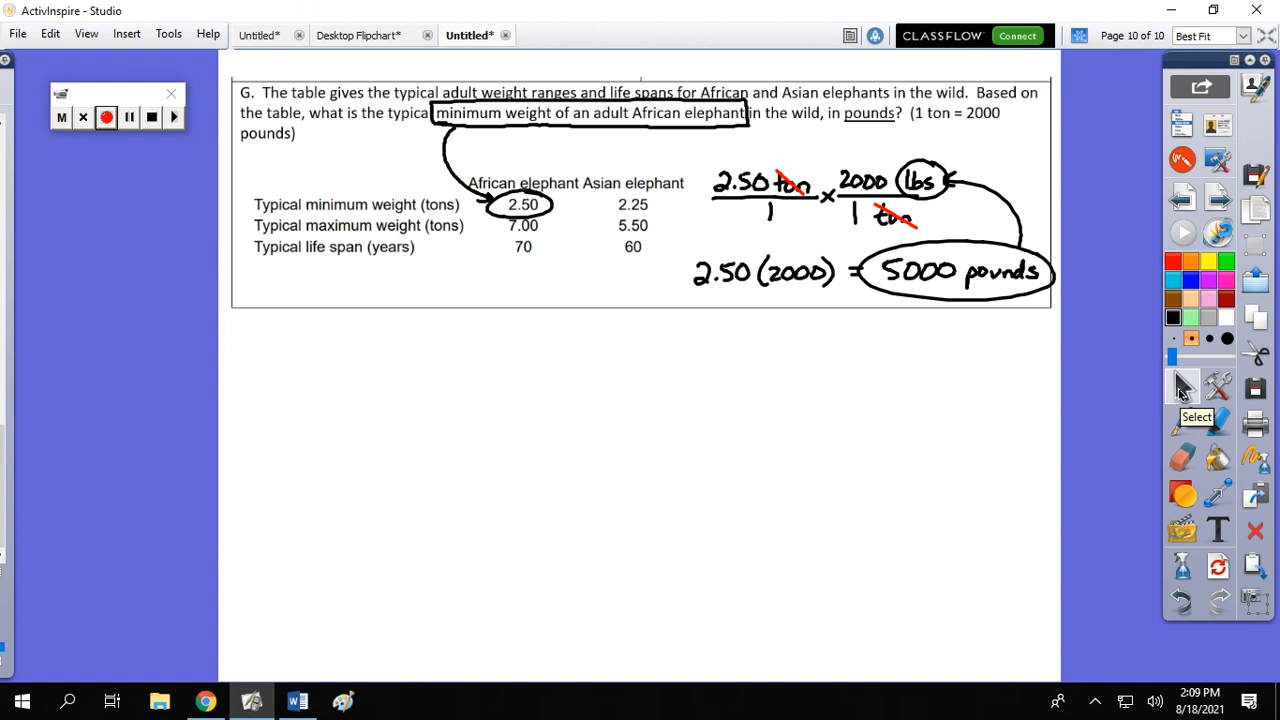 ActivInspire - Studio
File Edit View Insert Tools Help
Untitled* Desktop Flipchart* Untitled*
CLASSFLOW Connect
Page 10 of 10 Best Fit
M
G. The table gives the typical adult weight ranges and life spans for African and Asian elephants in the wild. Based on
the table, what is the typical minimum weight of an adult African elephant in the wild, in pounds? (1 ton = 2000
pounds)
African elephant Asian elephant
Typical minimum weight (tons) 2.50 2.25
Typical maximum weight (tons) 7.00 5.50
Typical life span (years) 70 60
2.50 ton × 2000 lbs
1 1 ton
2.50 (2000) = 5000 pounds
Select
T
2:09 PM
8/18/2021